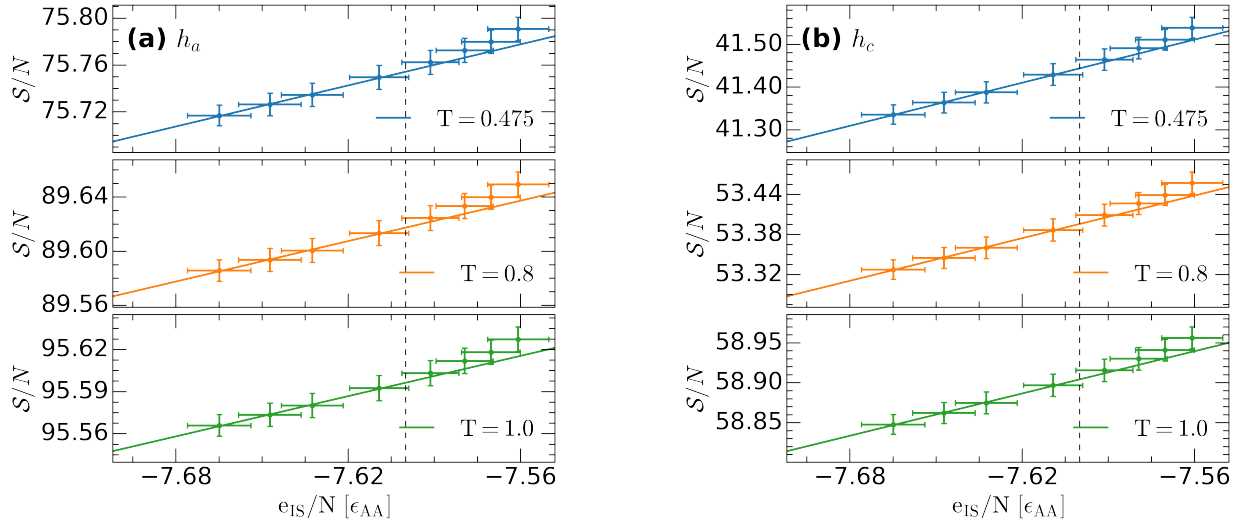 (a) h_a
75.80
75.76
75.72
S/N
T = 0.475
89.64
89.60
89.56
S/N
T = 0.8
95.62
95.59
95.56
S/N
T = 1.0
−7.68 −7.62 −7.56
e_IS/N [ϵ_AA]
(b) h_c
41.50
41.40
41.30
S/N
T = 0.475
53.44
53.38
53.32
S/N
T = 0.8
58.95
58.90
58.85
S/N
T = 1.0
−7.68 −7.62 −7.56
e_IS/N [ϵ_AA]